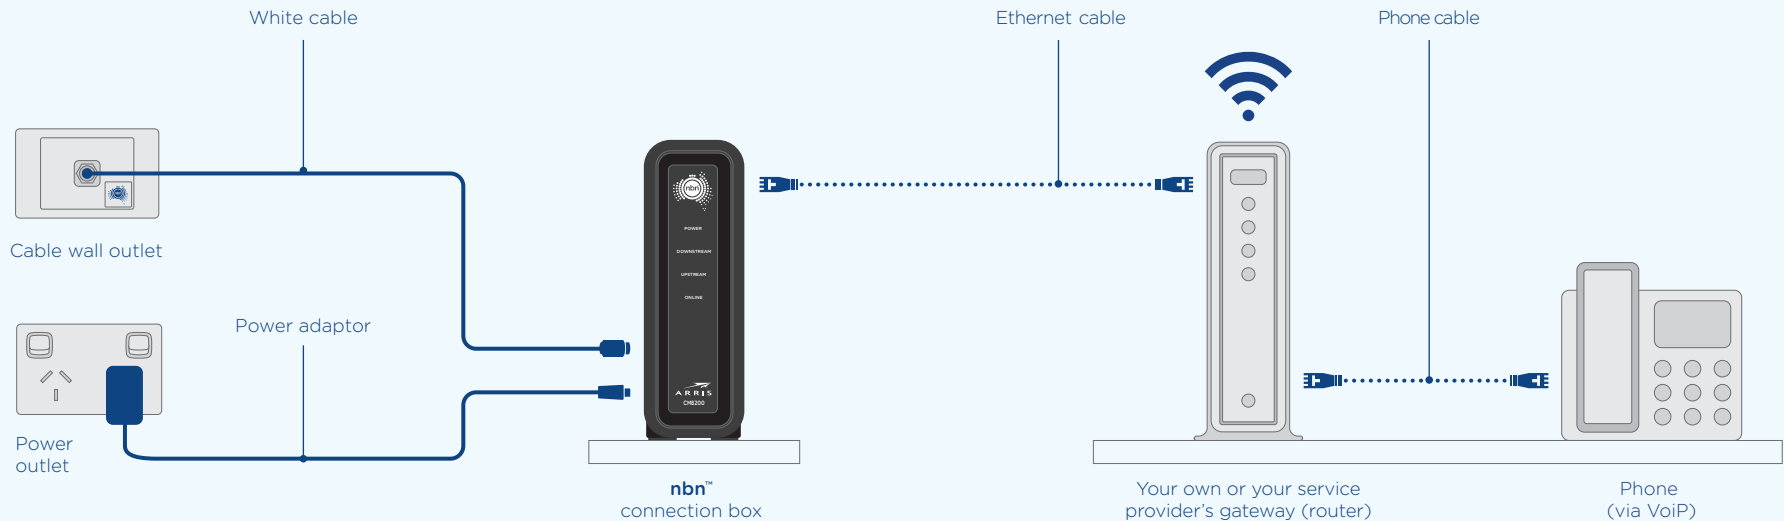 White cable
Ethernet cable
Phone cable
Cable wall outlet
Power adaptor
Power
outlet
nbn
POWER
DOWNSTREAM
UPSTREAM
ONLINE
ARRIS
CM8200
nbn™
connection box
Your own or your service
provider's gateway (router)
Phone
(via VoiP)